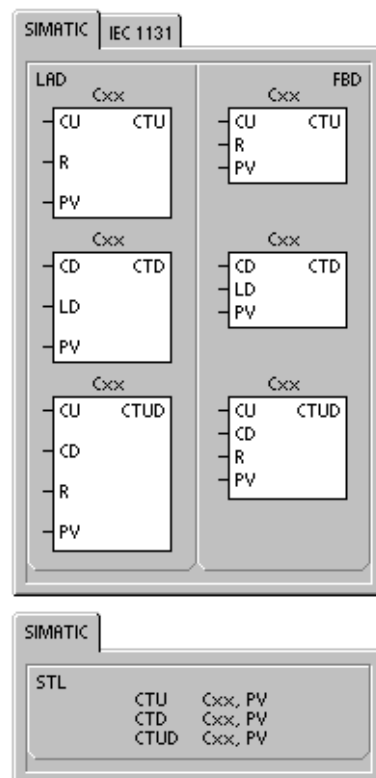 SIMATIC IEC 1131
LAD FBD
Cxx Cxx
CU CTU CU CTU
R R
PV PV
Cxx Cxx
CD CTD CD CTD
LD LD
PV PV
Cxx Cxx
CU CTUD CU CTUD
CD CD
R R
PV PV
SIMATIC
STL
CTU Cxx, PV
CTD Cxx, PV
CTUD Cxx, PV